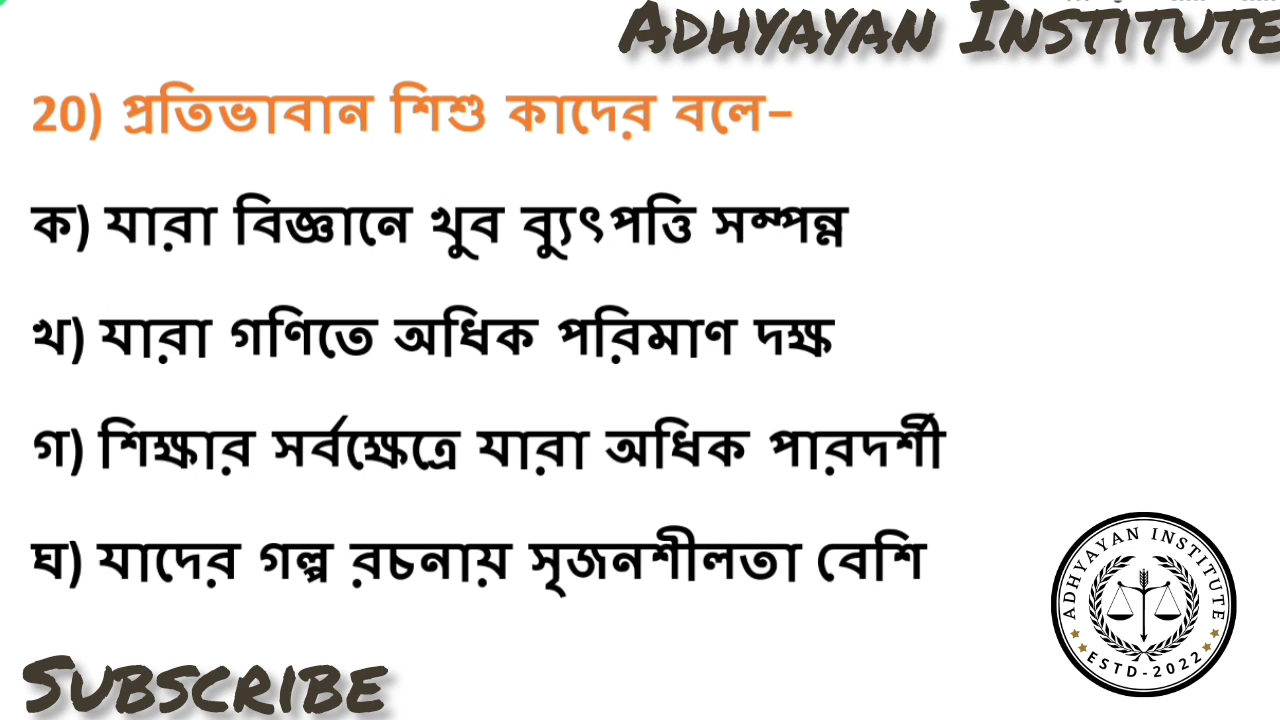 ADHYAYAN INSTITUTE
20) প্রতিভাবান শিশু কাদের বলে–
ক) যারা বিজ্ঞানে খুব ব্যুৎপত্তি সম্পন্ন
খ) যারা গণিতে অধিক পরিমাণ দক্ষ
গ) শিক্ষার সর্বক্ষেত্রে যারা অধিক পারদর্শী
ঘ) যাদের গল্প রচনায় সৃজনশীলতা বেশি
ADHYAYAN INSTITUTE
ESTD-2022
SUBSCRIBE